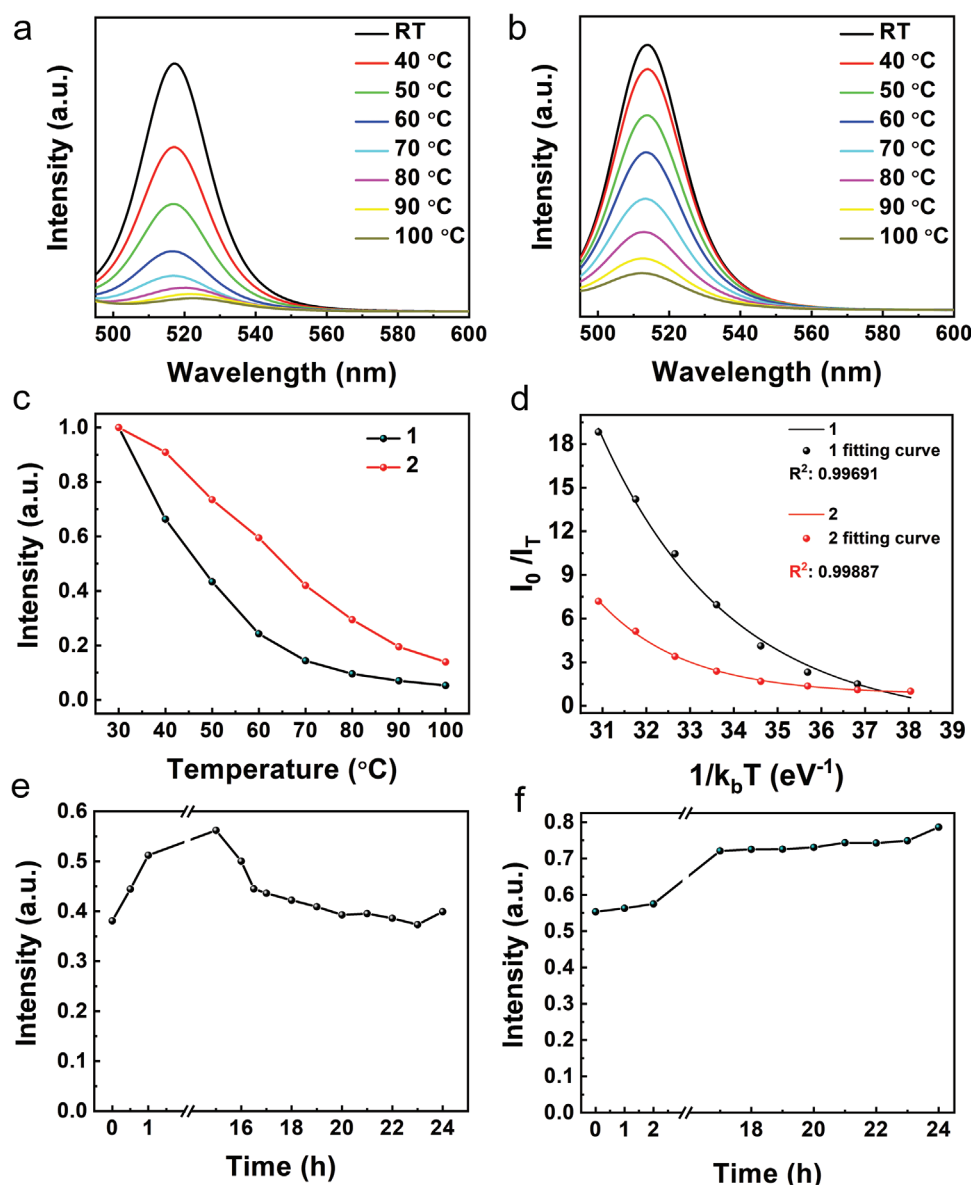 a
Intensity (a.u.)
RT
40 °C
50 °C
60 °C
70 °C
80 °C
90 °C
100 °C
500 520 540 560 580 600
Wavelength (nm)
b
Intensity (a.u.)
RT
40 °C
50 °C
60 °C
70 °C
80 °C
90 °C
100 °C
500 520 540 560 580 600
Wavelength (nm)
c
Intensity (a.u.)
1.0
0.8
0.6
0.4
0.2
0.0
1
2
30 40 50 60 70 80 90 100
Temperature (°C)
d
I0 /IT
18
15
12
9
6
3
0
1
1 fitting curve
R2: 0.99691
2
2 fitting curve
R2: 0.99887
31 32 33 34 35 36 37 38 39
1/kbT (eV-1)
e
Intensity (a.u.)
0.6
0.5
0.4
0.3
0.2
0.1
0.0
0 1 16 18 20 22 24
Time (h)
f
Intensity (a.u.)
0.8
0.7
0.6
0.5
0.4
0.3
0.2
0.1
0.0
0 1 2 18 20 22 24
Time (h)